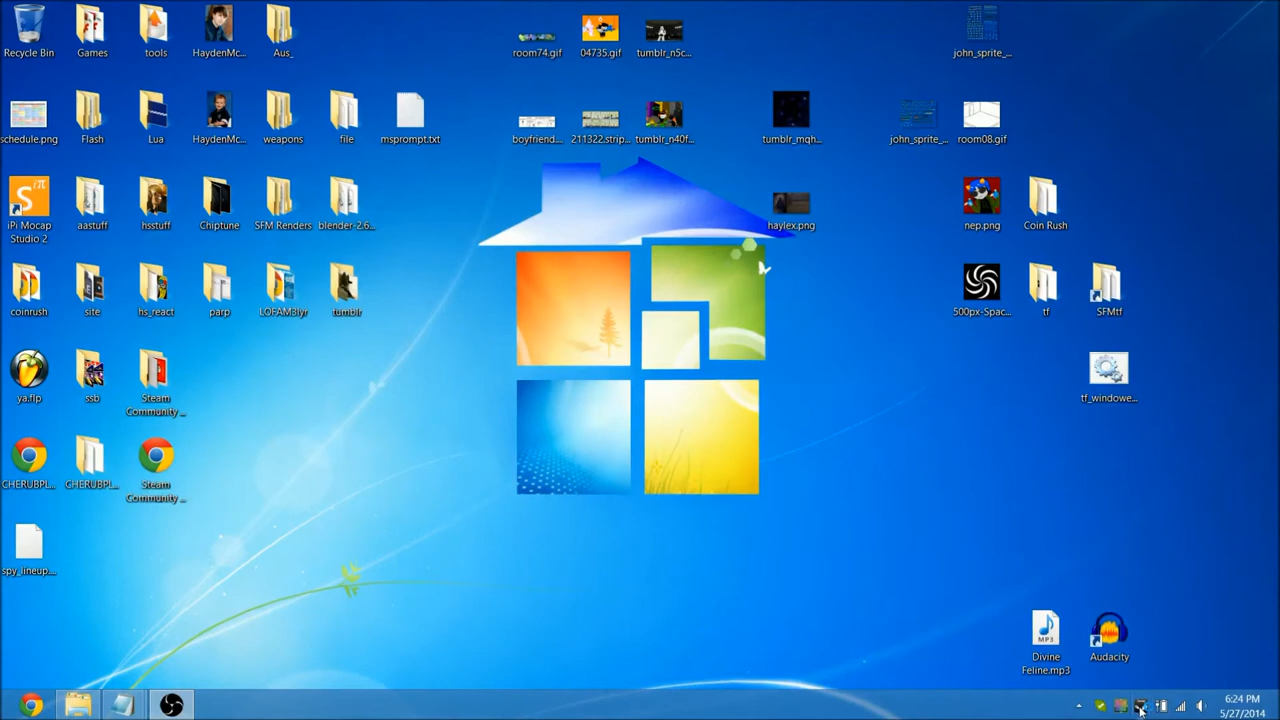 Recycle Bin
Games
tools
HaydenMc...
Aus_
room74.gif
04735.gif
tumblr_n5c...
john_sprite_...
schedule.png
Flash
Lua
HaydenMc...
weapons
file
msprompt.txt
boyfriend....
211322.strip...
tumblr_n40f...
tumblr_mqh...
john_sprite_...
room08.gif
iPi Mocap
Studio 2
aastuff
hsstuff
Chiptune
SFM Renders
blender-2.6...
haylex.png
nep.png
Coin Rush
coinrush
site
hs_react
parp
LOFAM3lyr
tumblr
500px-Spac...
tf
SFMtf
ya.flp
ssb
Steam
Community ...
tf_windowe...
CHERUBPL...
CHERUBPL...
Steam
Community ...
spy_lineup....
MP3
Divine
Feline.mp3
Audacity
6:24 PM
5/27/2014